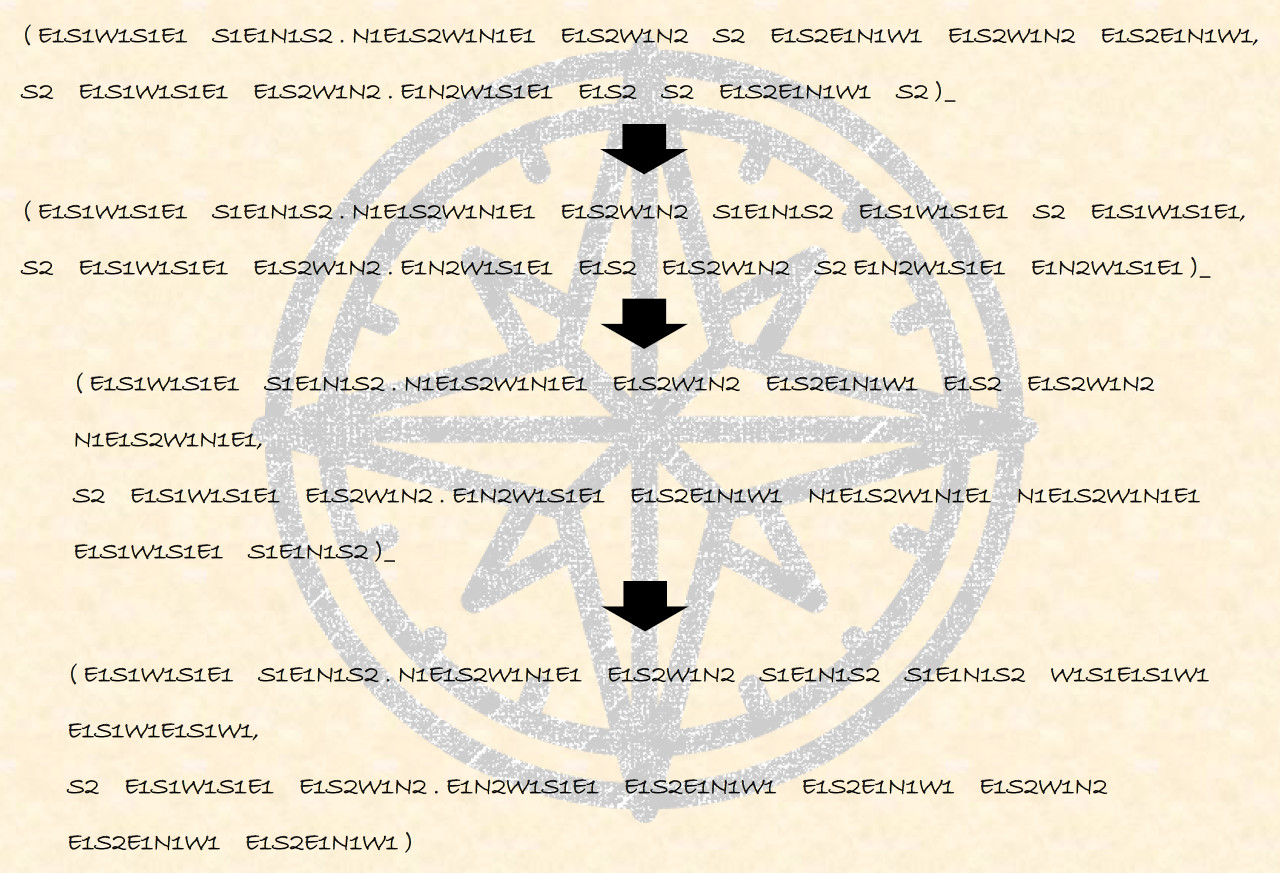 (E1S1W1S1E1 S1E1N1S2.N1E1S2W1N1E1 E1S2W1N2 S2 E1S2E1N1W1 E1S2W1N2 E1S2E1N1W1,
S2 E1S1W1S1E1 E1S2W1N2.E1N2W1S1E1 E1S2 S2 E1S2E1N1W1 S2)_
(E1S1W1S1E1 S1E1N1S2.N1E1S2W1N1E1 E1S2W1N2 S1E1N1S2 E1S1W1S1E1 S2 E1S1W1S1E1,
S2 E1S1W1S1E1 E1S2W1N2.E1N2W1S1E1 E1S2 E1S2W1N2 S2 E1N2W1S1E1 E1N2W1S1E1)_
(E1S1W1S1E1 S1E1N1S2.N1E1S2W1N1E1 E1S2W1N2 E1S2E1N1W1 E1S2 E1S2W1N2
N1E1S2W1N1E1,
S2 E1S1W1S1E1 E1S2W1N2.E1N2W1S1E1 E1S2E1N1W1 N1E1S2W1N1E1 N1E1S2W1N1E1
E1S1W1S1E1 S1E1N1S2)_
(E1S1W1S1E1 S1E1N1S2.N1E1S2W1N1E1 E1S2W1N2 S1E1N1S2 S1E1N1S2 W1S1E1S1W1
E1S1W1E1S1W1,
S2 E1S1W1S1E1 E1S2W1N2.E1N2W1S1E1 E1S2E1N1W1 E1S2E1N1W1 E1S2W1N2
E1S2E1N1W1 E1S2E1N1W1)